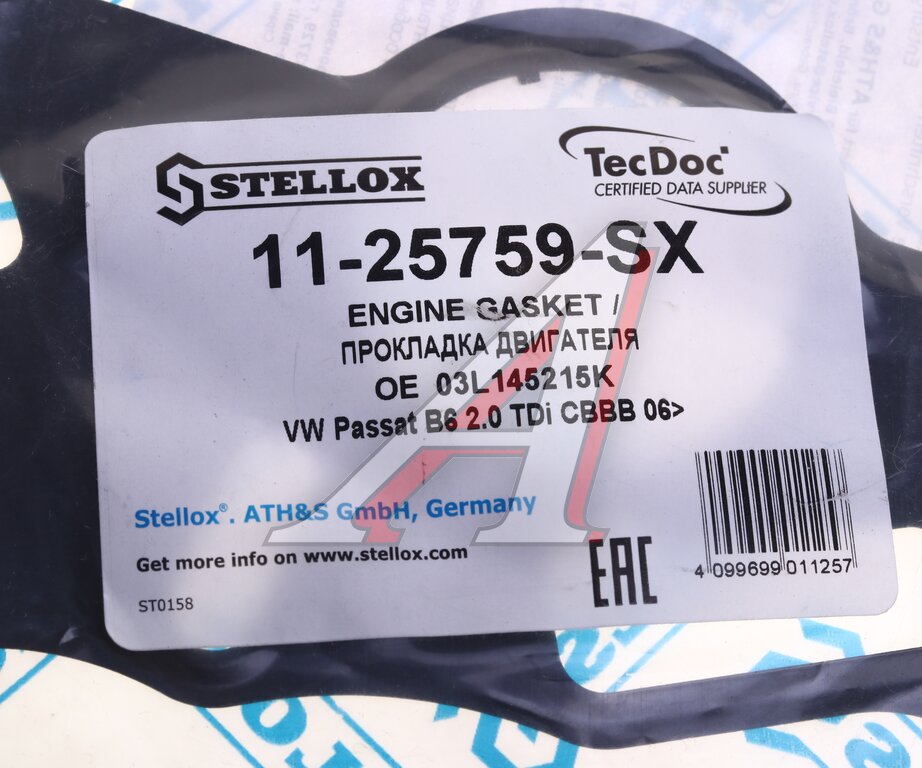 STELLOX
TecDoc
CERTIFIED DATA SUPPLIER
11-25759-SX
ENGINE GASKET /
ПРОКЛАДКА ДВИГАТЕЛЯ
OE 03L145215K
VW Passat B6 2.0 TDi CBBB 06>
Stellox®. ATH&S GmbH, Germany
Get more info on www.stellox.com
ST0158
EAC
4 099699 011257